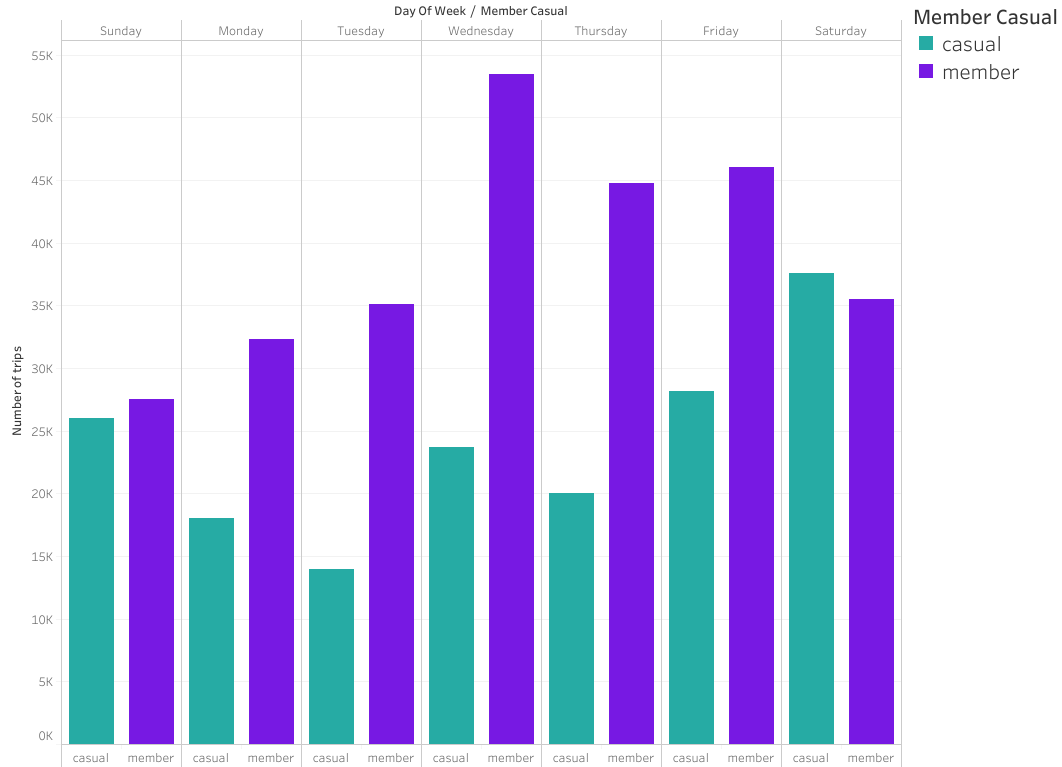 Day Of Week / Member Casual
Sunday Monday Tuesday Wednesday Thursday Friday Saturday
Number of trips
55K
50K
45K
40K
35K
30K
25K
20K
15K
10K
5K
0K
casual member casual member casual member casual member casual member casual member casual member
Member Casual
casual
member